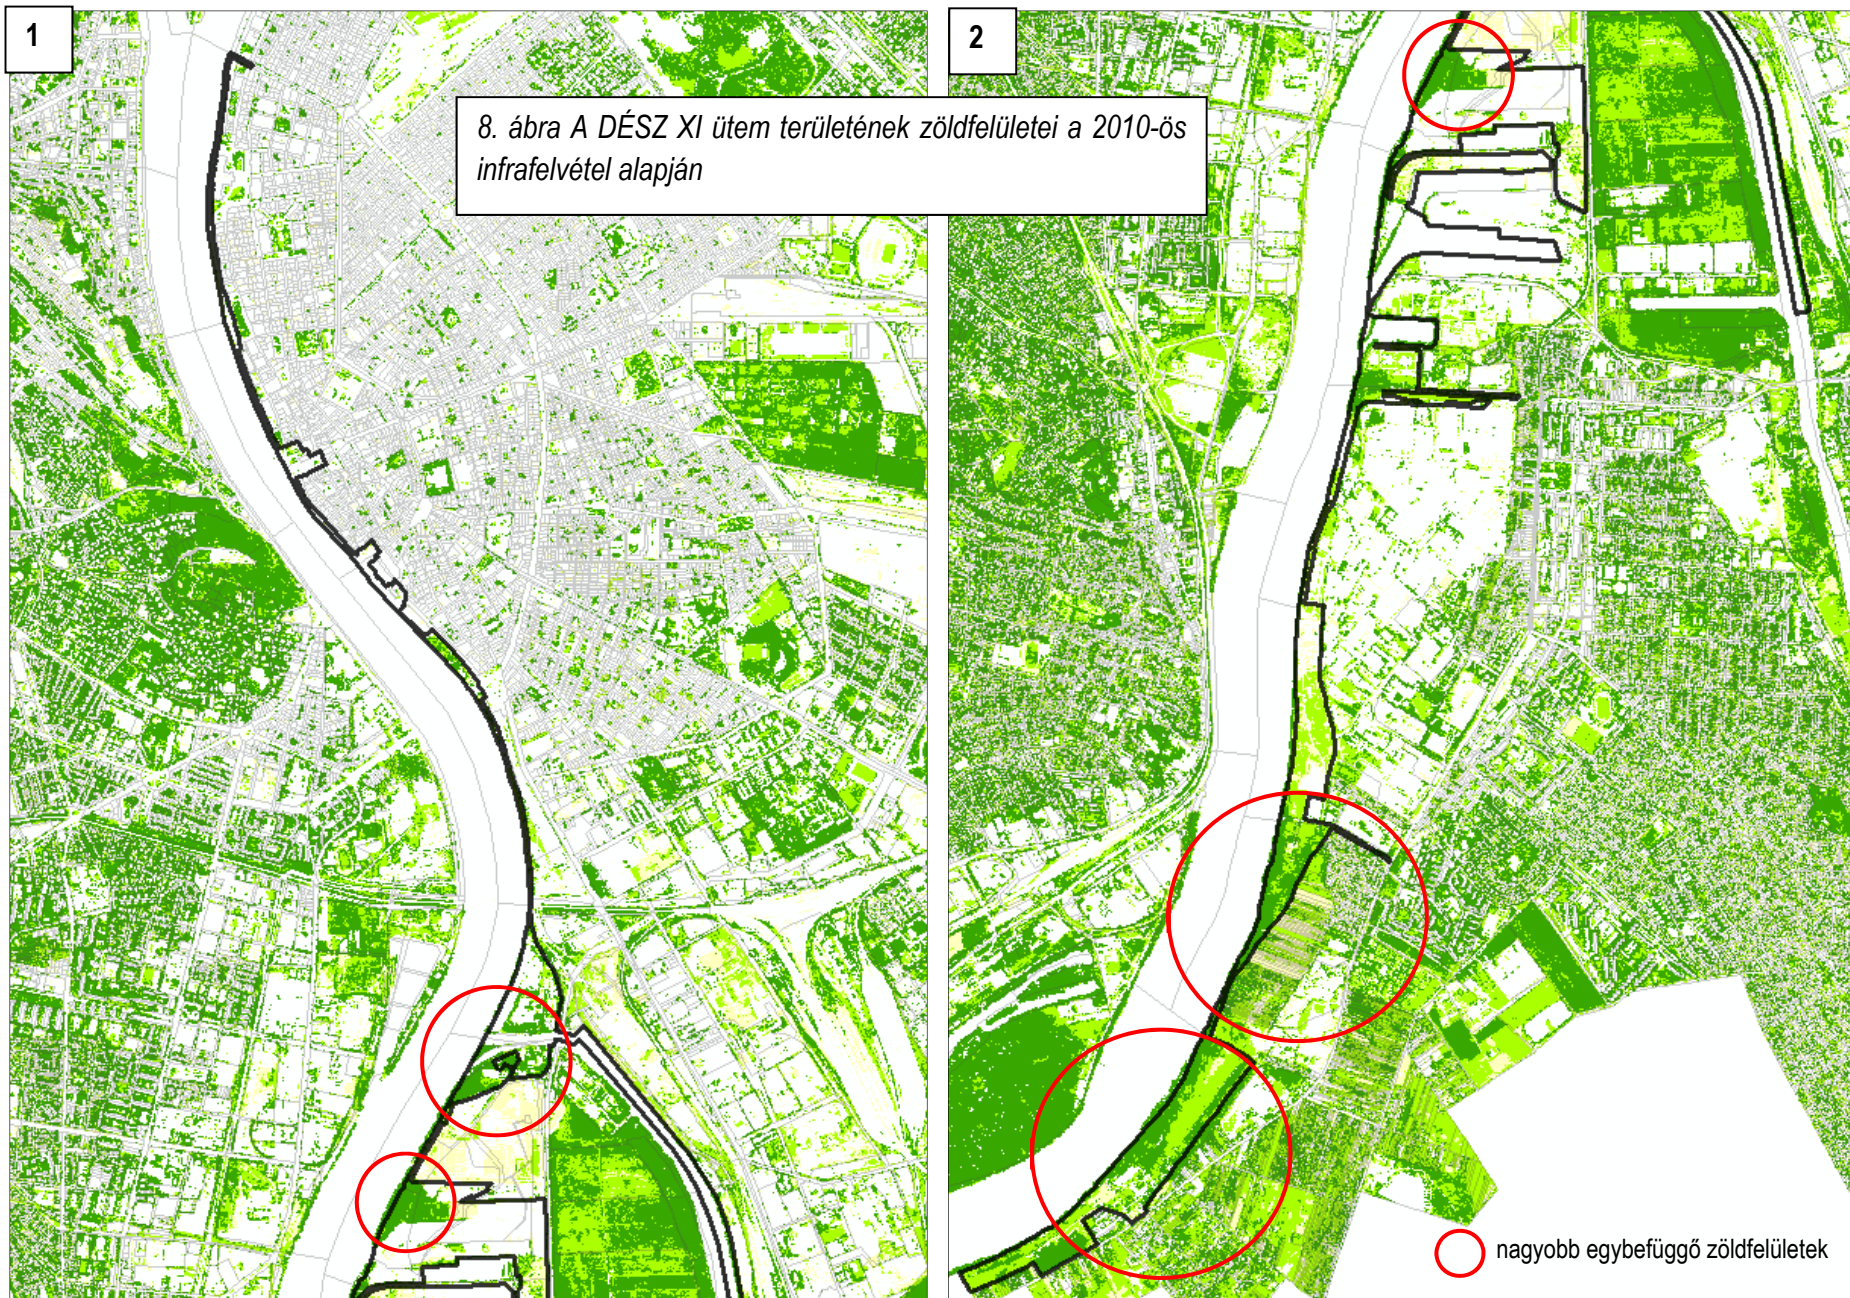 1
2
8. ábra A DÉSZ XI ütem területének zöldfelületei a 2010-ös
infrafelvétel alapján
nagyobb egybefüggő zöldfelületek